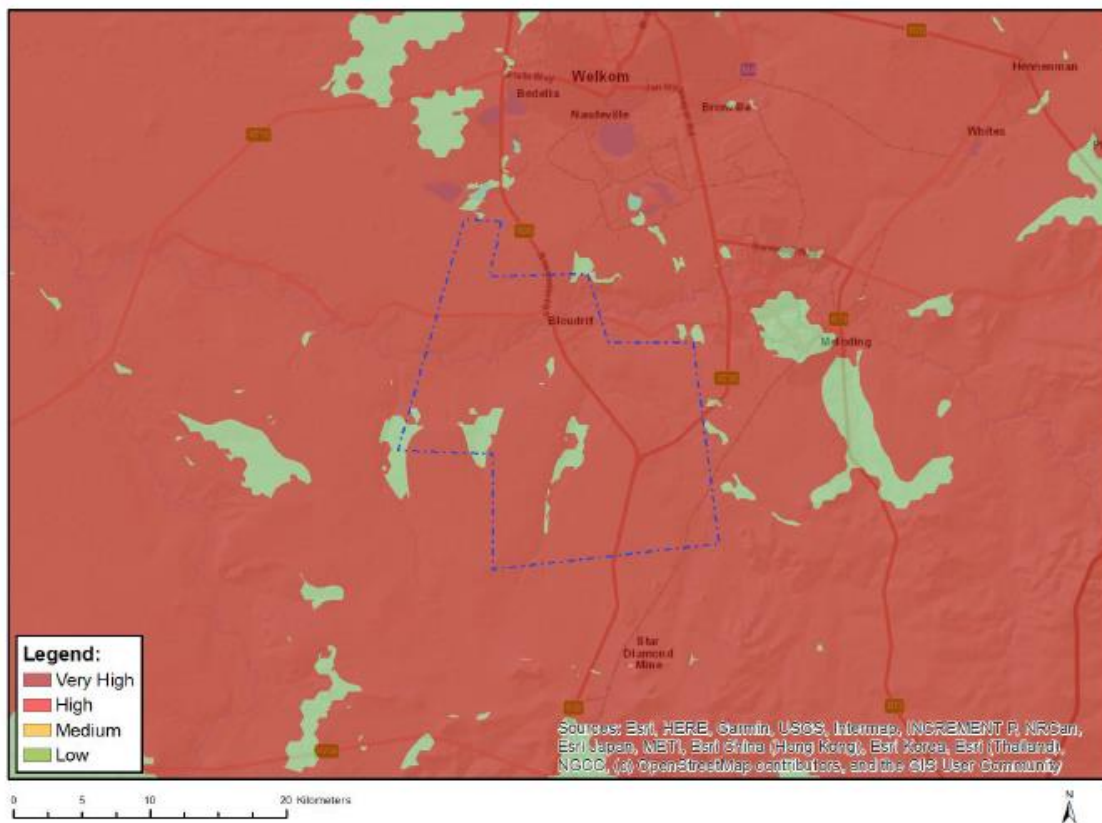 Welkom
Bedelia
Naudeville
Hennenman
Whites
Bloudrif
Meloding
Star
Diamond
Mine
Legend:
Very High
High
Medium
Low
Sources: Esri, HERE, Garmin, USGS, Intermap, INCREMENT P, NRCan,
Esri Japan, METI, Esri China (Hong Kong), Esri Korea, Esri (Thailand),
NGCC, (c) OpenStreetMap contributors, and the GIS User Community
0 5 10 20 Kilometers
N